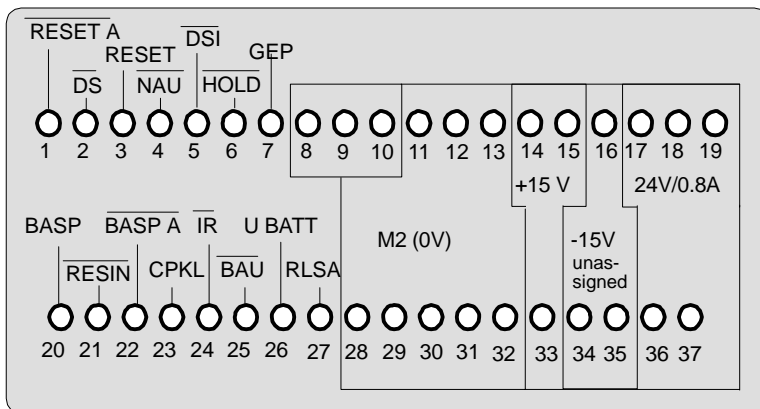 RESET A
RESET
DSI
GEP
DS
NAU
HOLD
1 2 3 4 5 6 7 8 9 10 11 12 13 14 15 16 17 18 19
+15 V
24V/0.8A
BASP
BASP A
IR
U BATT
M2 (0V)
-15V
unas-
signed
RESIN
CPKL
BAU
RLSA
20 21 22 23 24 25 26 27 28 29 30 31 32 33 34 35 36 37